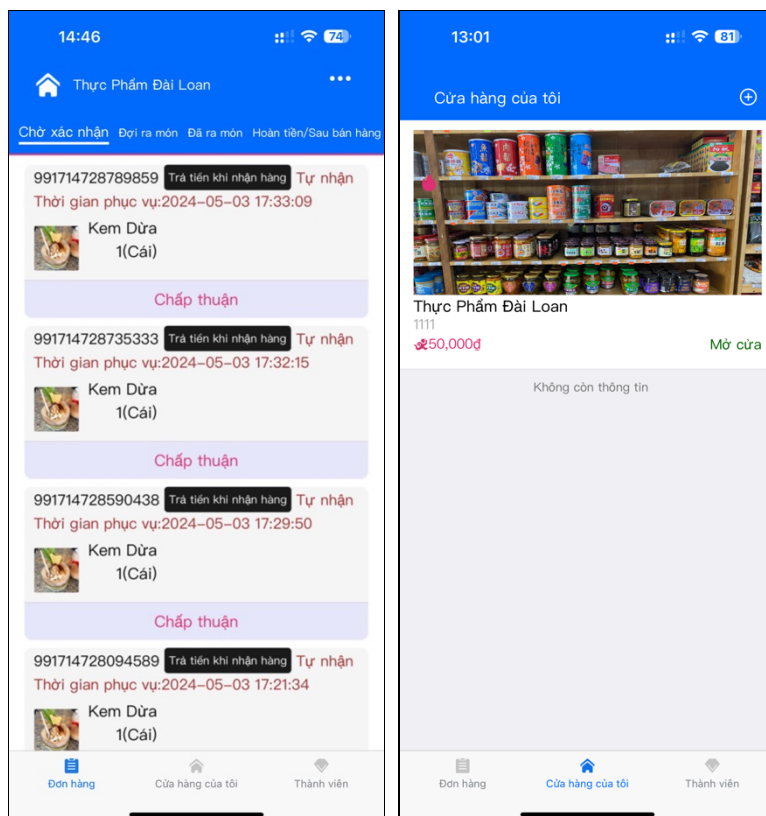 14:46
74
Thực Phẩm Đài Loan
Chờ xác nhận Đợi ra món Đã ra món Hoàn tiền/Sau bán hàng
991714728789859 Trả tiền khi nhận hàng Tự nhận
Thời gian phục vụ:2024-05-03 17:33:09
Kem Dừa
1(Cái)
Chấp thuận
991714728735333 Trả tiền khi nhận hàng Tự nhận
Thời gian phục vụ:2024-05-03 17:32:15
Kem Dừa
1(Cái)
Chấp thuận
991714728590438 Trả tiền khi nhận hàng Tự nhận
Thời gian phục vụ:2024-05-03 17:29:50
Kem Dừa
1(Cái)
Chấp thuận
991714728094589 Trả tiền khi nhận hàng Tự nhận
Thời gian phục vụ:2024-05-03 17:21:34
Kem Dừa
1(Cái)
Đơn hàng Cửa hàng của tôi Thành viên
13:01
81
Cửa hàng của tôi
Thực Phẩm Đài Loan
1111
50,000₫ Mở cửa
Không còn thông tin
Đơn hàng Cửa hàng của tôi Thành viên